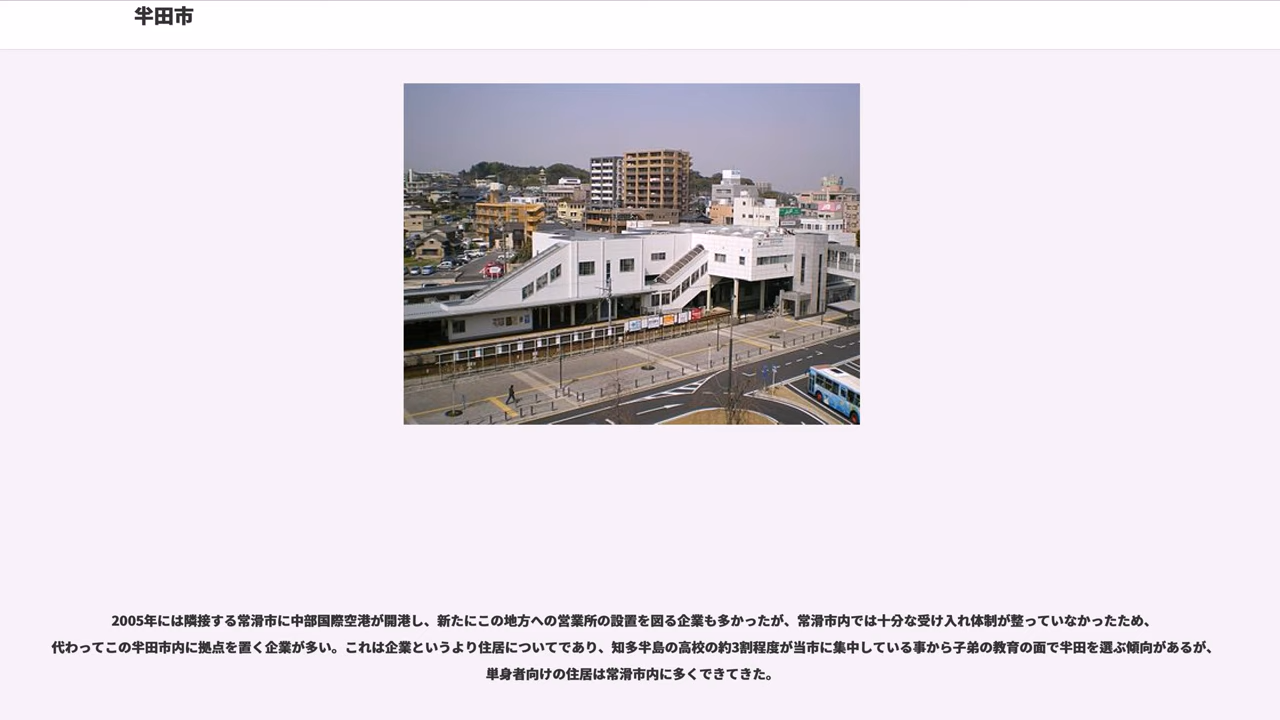 半田市
2005年には隣接する常滑市に中部国際空港が開港し、新たにこの地方への営業所の設置を図る企業も多かったが、常滑市内では十分な受け入れ体制が整っていなかったため、
代わってこの半田市内に拠点を置く企業が多い。これは企業というより住居についてであり、知多半島の高校の約3割程度が当市に集中している事から子弟の教育の面で半田を選ぶ傾向があるが、
単身者向けの住居は常滑市内に多くできてきた。